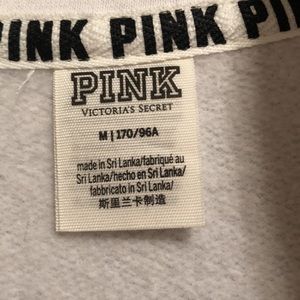 PINK PINK PINK
PINK
VICTORIA'S SECRET
M | 170/96A
made in Sri Lanka/fabriqué au
Sri Lanka/hecho en Sri Lanka/
fabbricato in Sri Lanka/
斯里兰卡制造